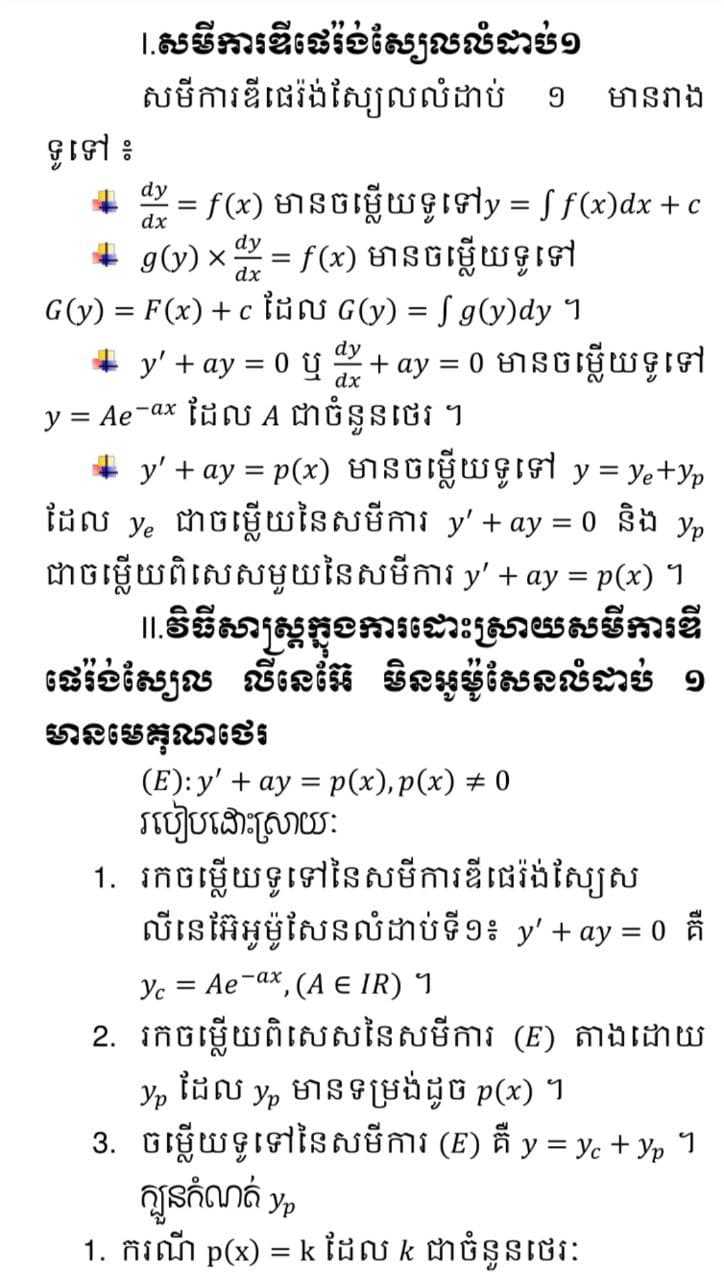 I.សមីការឌីផេរ៉ង់ស្យែលលំដាប់១
សមីការឌីផេរ៉ង់ស្យែលលំដាប់ ១ មានរាង
ទូទៅ ៖
dy/dx = f(x) មានចម្លើយទូទៅy = ∫ f(x)dx + c
g(y) × dy/dx = f(x) មានចម្លើយទូទៅ
G(y) = F(x) + c ដែល G(y) = ∫ g(y)dy ។
y′ + ay = 0 ឬ dy/dx + ay = 0 មានចម្លើយទូទៅ
y = Ae^{−ax} ដែល A ជាចំនួនថេរ ។
y′ + ay = p(x) មានចម្លើយទូទៅ y = y_e+y_p
ដែល y_e ជាចម្លើយនៃសមីការ y′ + ay = 0 និង y_p
ជាចម្លើយពិសេសមួយនៃសមីការ y′ + ay = p(x) ។
II.វិធីសាស្ត្រក្នុងការដោះស្រាយសមីការឌី
ផេរ៉ង់ស្យែល លីនេអ៊ែ មិនអូម៉ូសែនលំដាប់ ១
មានមេគុណថេរ
(E): y′ + ay = p(x), p(x) ≠ 0
របៀបដោះស្រាយៈ
1. រកចម្លើយទូទៅនៃសមីការឌីផេរ៉ង់ស្យែស
លីនេអ៊ែអូម៉ូសែនលំដាប់ទី១៖ y′ + ay = 0 គឺ
y_c = Ae^{−ax}, (A ∈ IR) ។
2. រកចម្លើយពិសេសនៃសមីការ (E) តាងដោយ
y_p ដែល y_p មានទម្រង់ដូច p(x) ។
3. ចម្លើយទូទៅនៃសមីការ (E) គឺ y = y_c + y_p ។
ក្បួនកំណត់ y_p
1. ករណី p(x) = k ដែល k ជាចំនួនថេរៈ